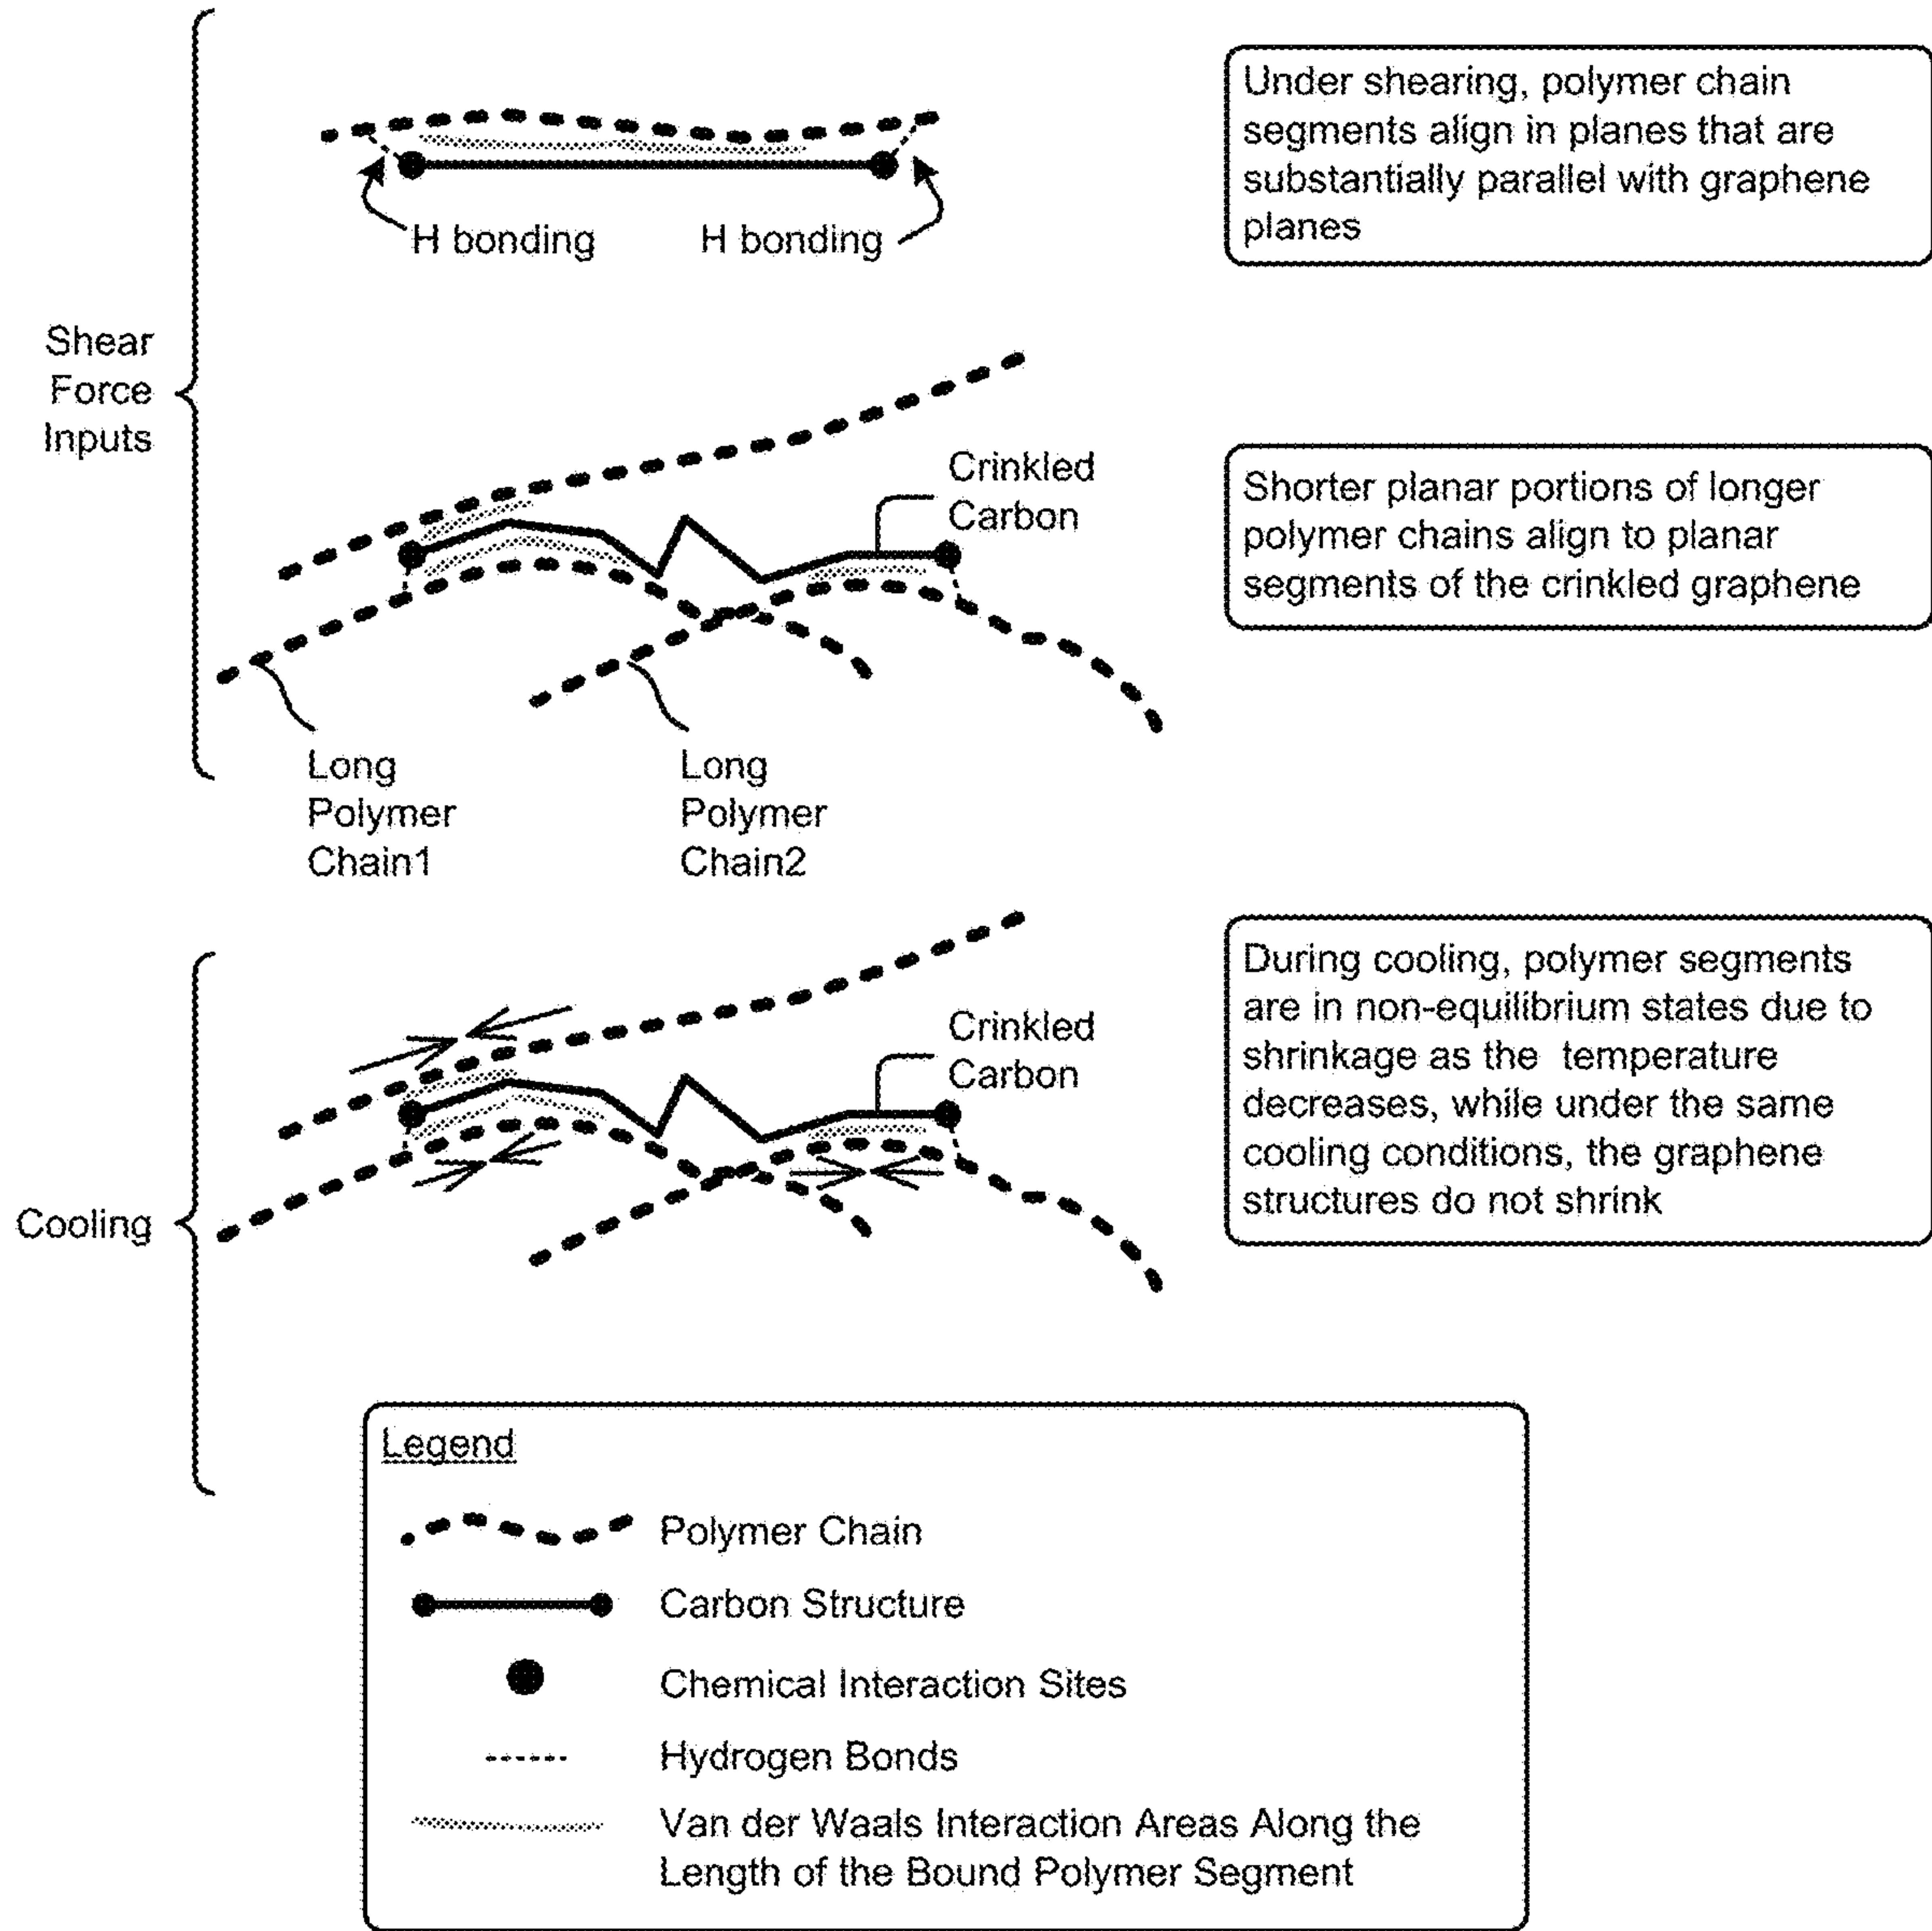 Under shearing, polymer chain
segments align in planes that are
substantially parallel with graphene
planes
H bonding
H bonding
Shear
Force
Inputs
Crinkled
Carbon
Shorter planar portions of longer
polymer chains align to planar
segments of the crinkled graphene
Long
Polymer
Chain1
Long
Polymer
Chain2
Crinkled
Carbon
During cooling, polymer segments
are in non-equilibrium states due to
shrinkage as the temperature
decreases, while under the same
cooling conditions, the graphene
structures do not shrink
Cooling
Legend
Polymer Chain
Carbon Structure
Chemical Interaction Sites
Hydrogen Bonds
Van der Waals Interaction Areas Along the
Length of the Bound Polymer Segment